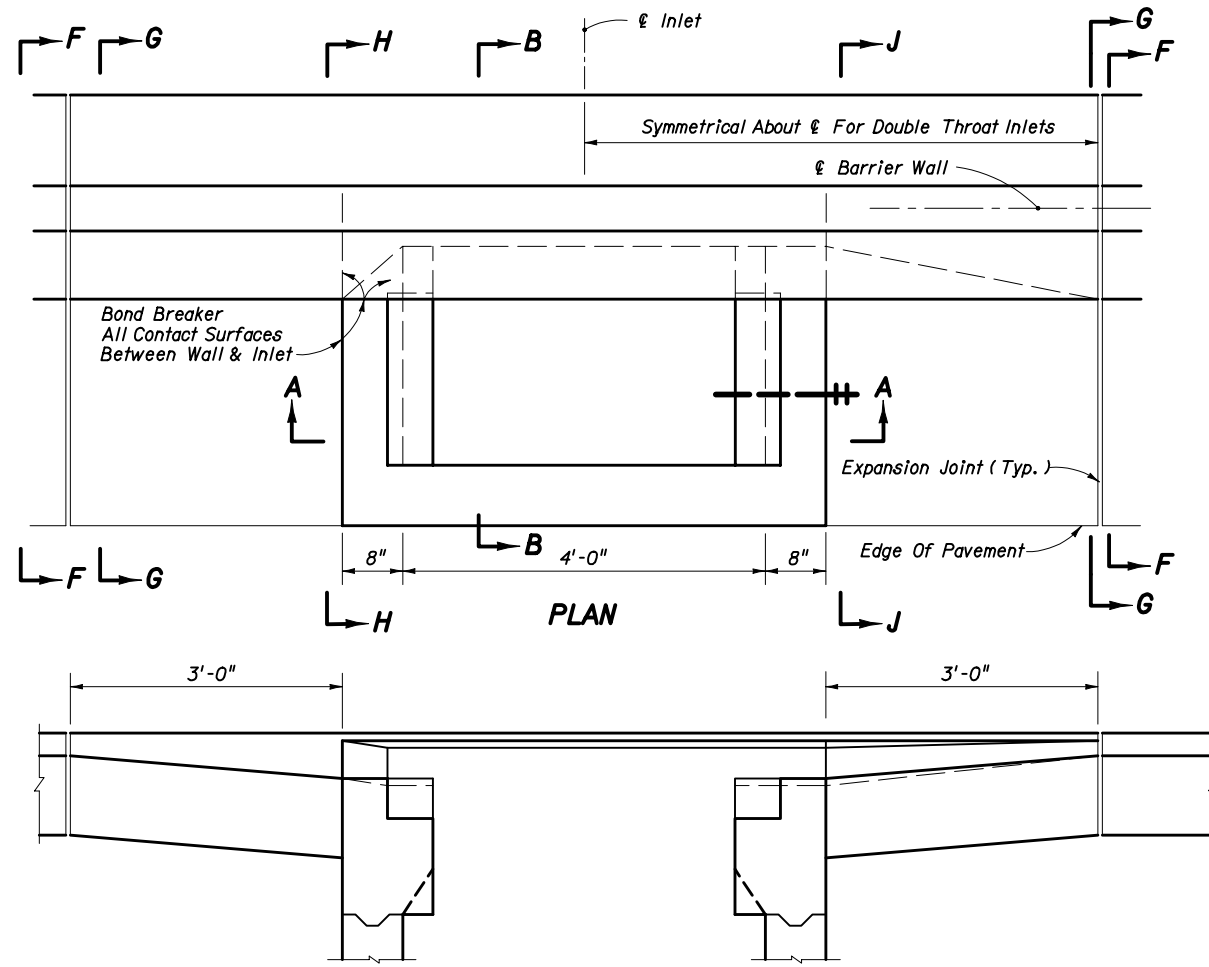 ℄ Inlet
F G H B J G
F
Symmetrical About ℄ For Double Throat Inlets
℄ Barrier Wall
Bond Breaker
All Contact Surfaces
Between Wall & Inlet
A A
Expansion Joint (Typ.)
Edge Of Pavement
B
8" 4'-0" 8"
F G F
G
H PLAN J
3'-0" 3'-0"